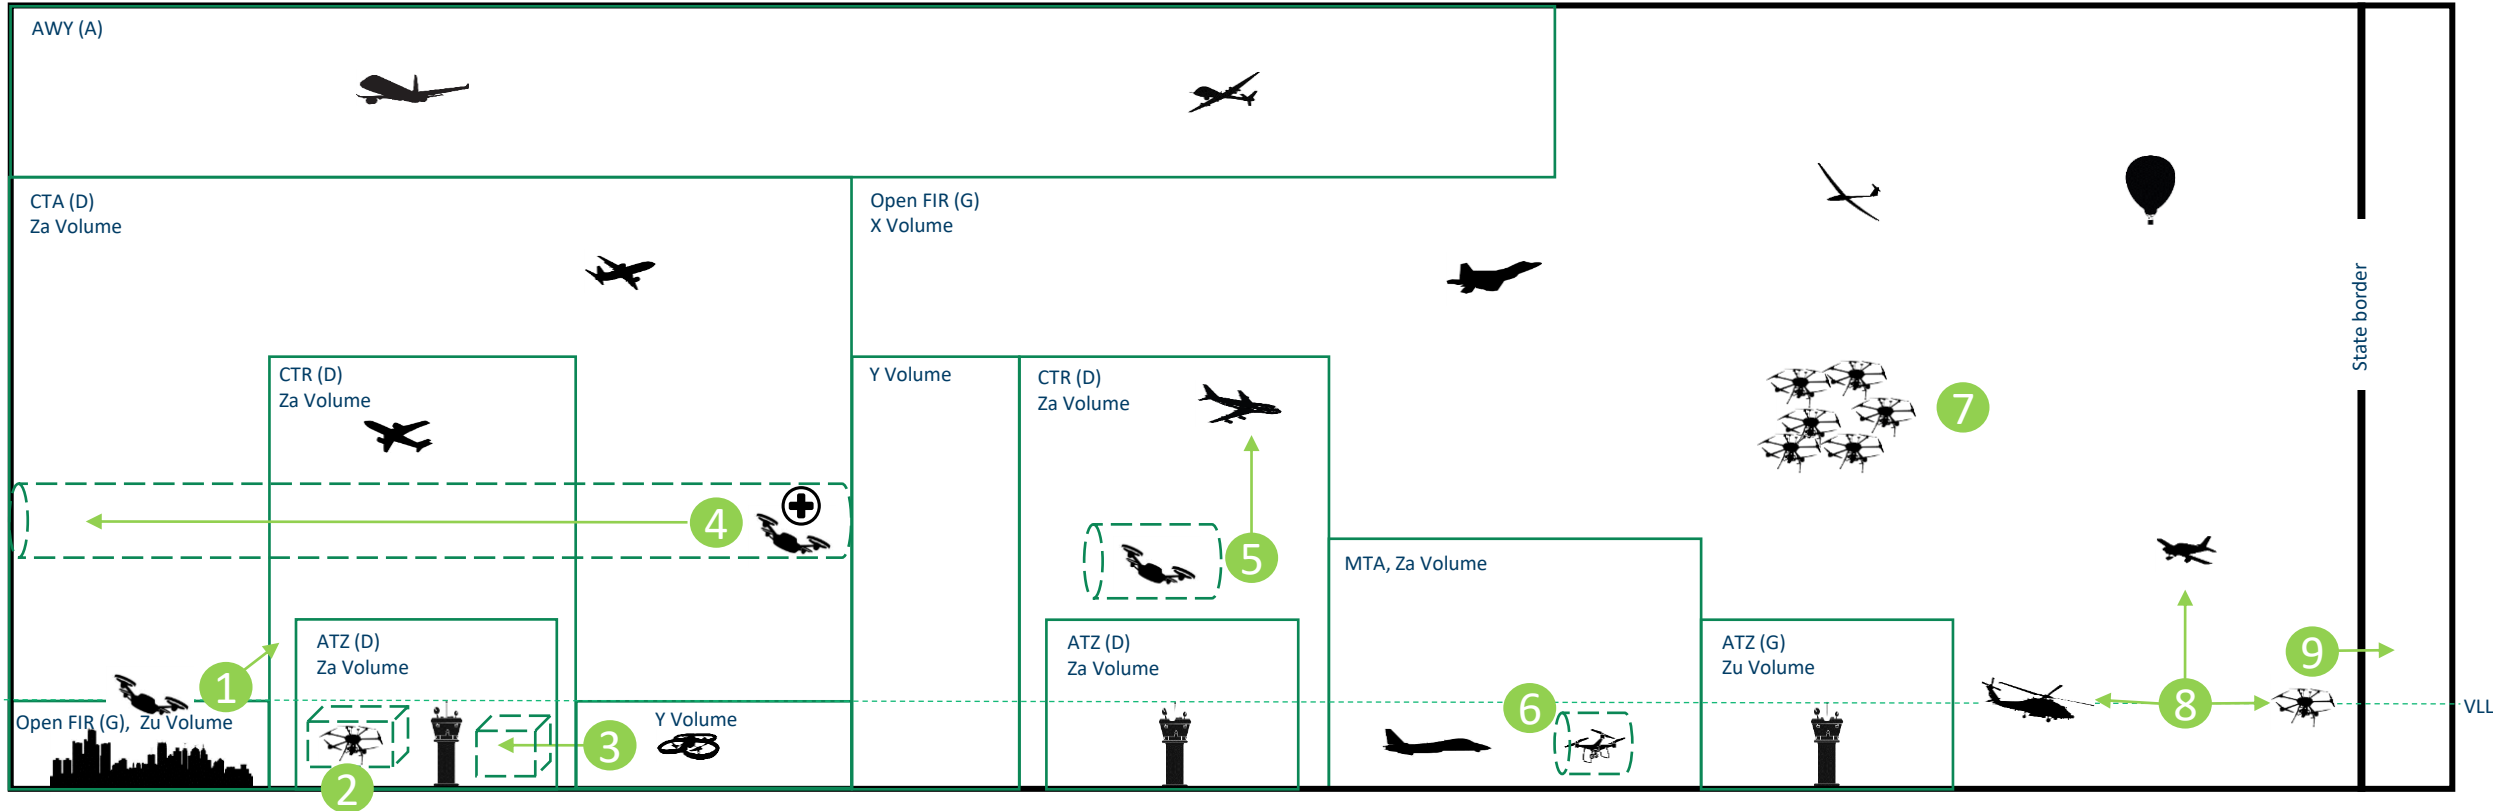 AWY (A)
CTA (D)
Za Volume
Open FIR (G)
X Volume
State border
CTR (D)
Za Volume
Y Volume
CTR (D)
Za Volume
7
4
5
MTA, Za Volume
ATZ (D)
Za Volume
ATZ (D)
Za Volume
ATZ (G)
Zu Volume
9
1
6
8
VLL
Open FIR (G),  Zu Volume
Y Volume
3
2